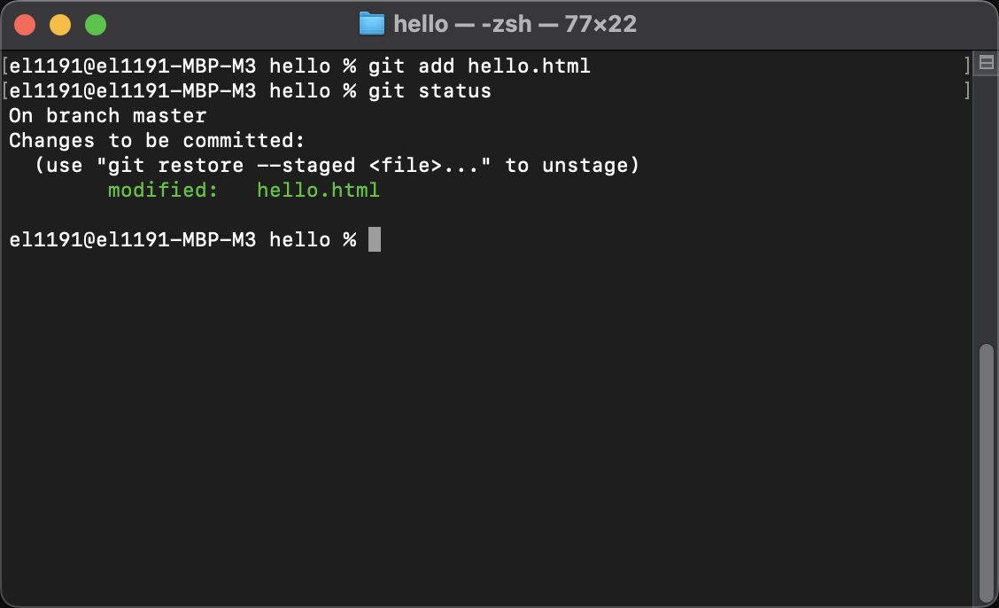 hello — -zsh — 77×22
[el1191@el1191-MBP-M3 hello % git add hello.html ]
[el1191@el1191-MBP-M3 hello % git status ]
On branch master
Changes to be committed:
  (use "git restore --staged <file>..." to unstage)
        modified:   hello.html

el1191@el1191-MBP-M3 hello %